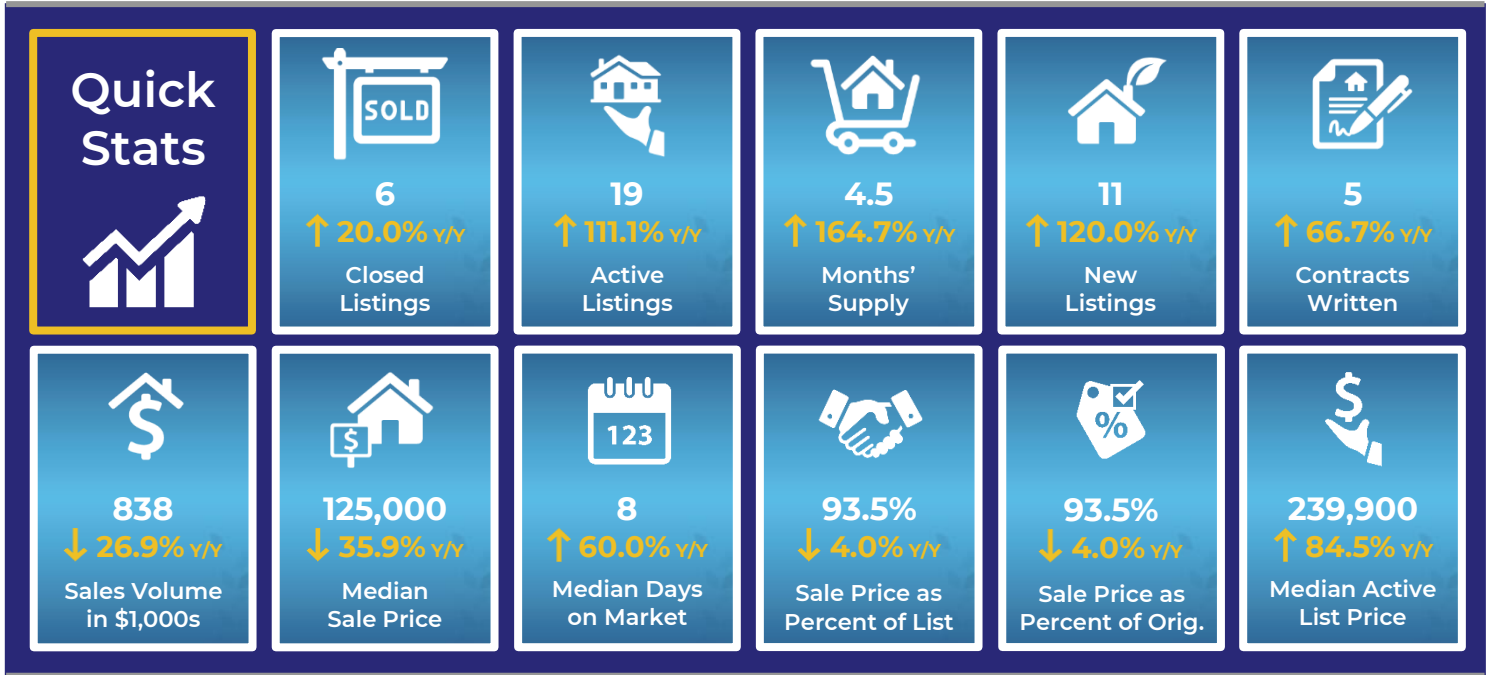 Quick
Stats
SOLD
6
↑ 20.0% Y/Y
Closed
Listings
19
↑ 111.1% Y/Y
Active
Listings
4.5
↑ 164.7% Y/Y
Months’
Supply
11
↑ 120.0% Y/Y
New
Listings
5
↑ 66.7% Y/Y
Contracts
Written
$
838
↓ 26.9% Y/Y
Sales Volume
in $1,000s
$
125,000
↓ 35.9% Y/Y
Median
Sale Price
123
8
↑ 60.0% Y/Y
Median Days
on Market
93.5%
↓ 4.0% Y/Y
Sale Price as
Percent of List
%
93.5%
↓ 4.0% Y/Y
Sale Price as
Percent of Orig.
$
239,900
↑ 84.5% Y/Y
Median Active
List Price